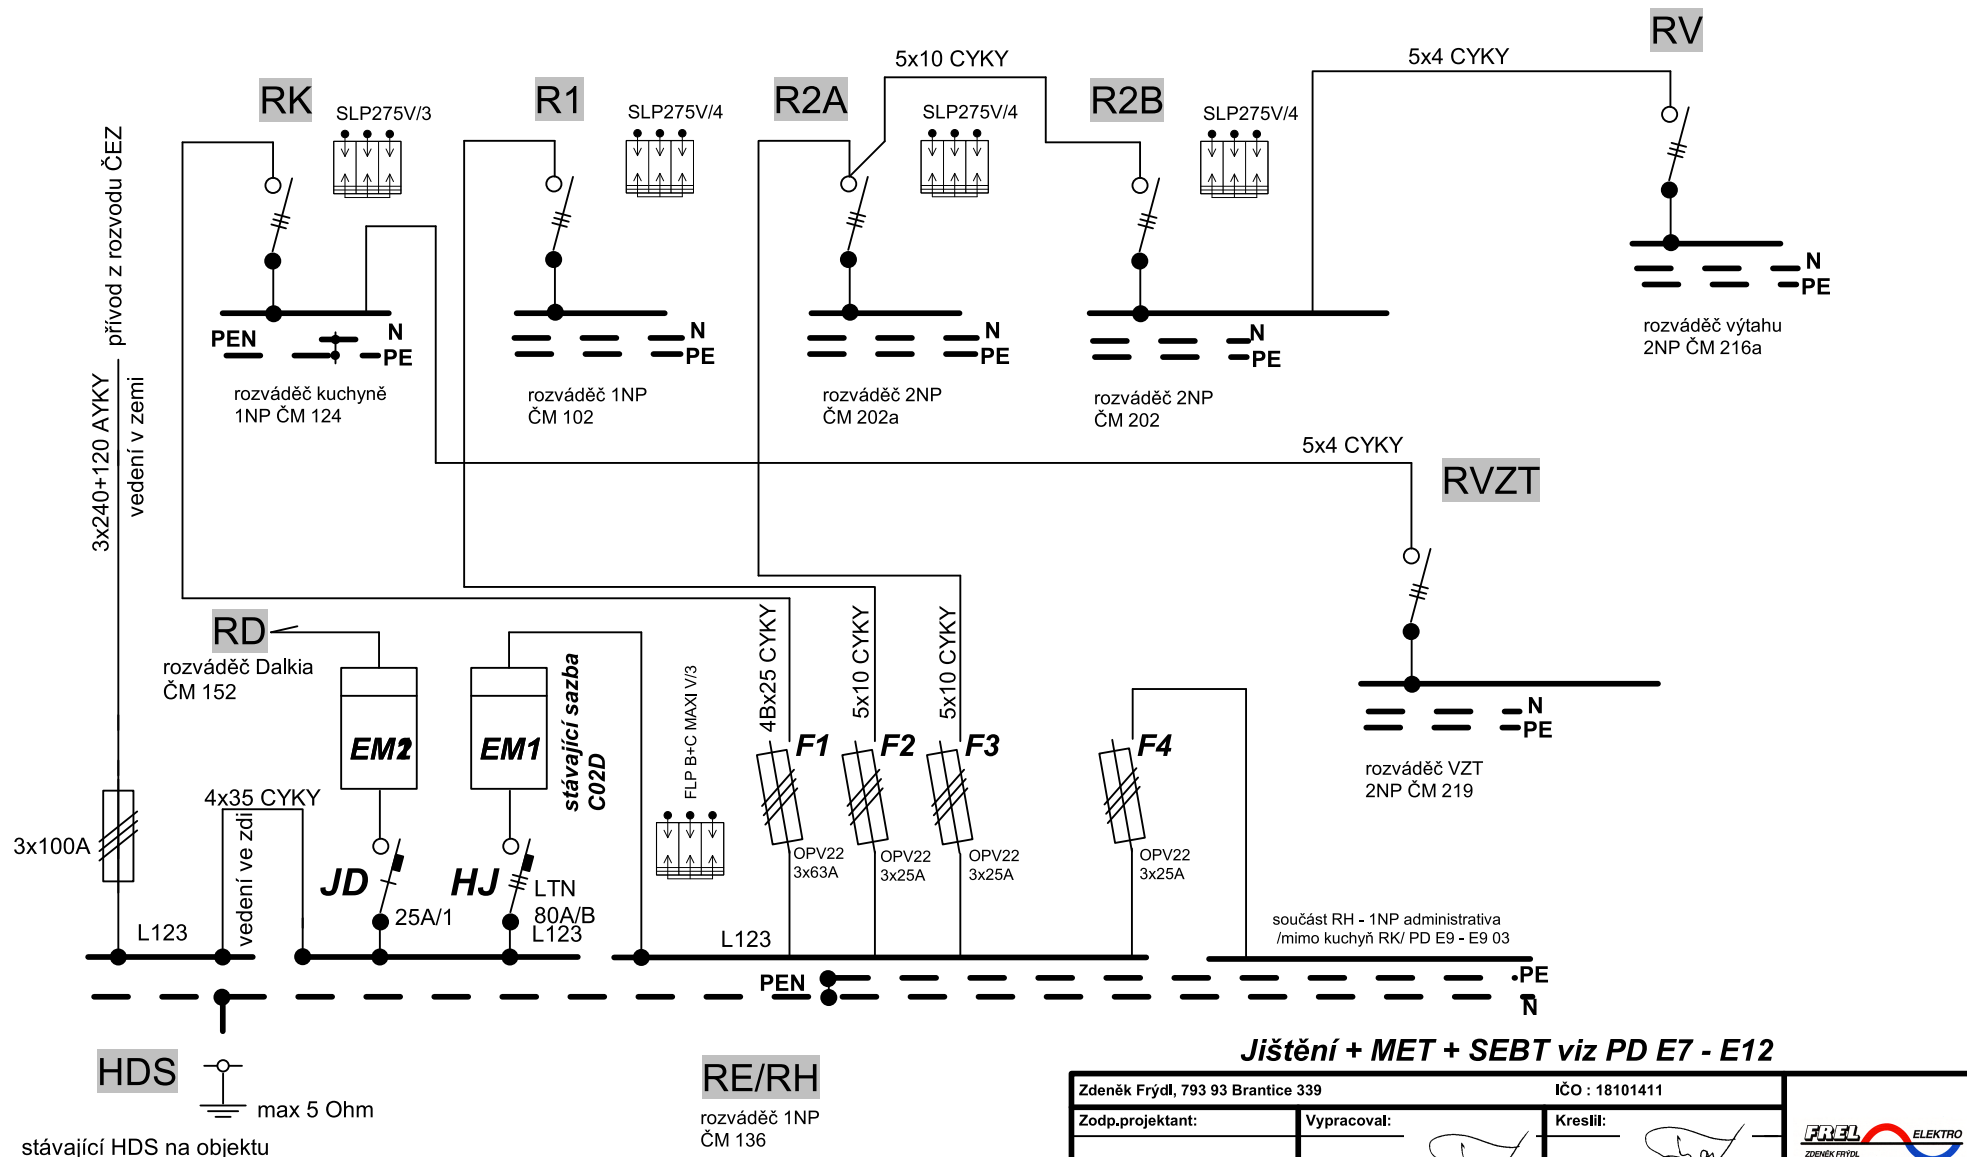 RV
5x10 CYKY
5x4 CYKY
RK
R1
R2A
R2B
SLP275V/3
SLP275V/4
SLP275V/4
SLP275V/4
přívod z rozvodu ČEZ
3x240+120 AYKY
vedení v zemi
PEN
N
PE
N
PE
N
PE
N
PE
N
PE
rozváděč výtahu
2NP ČM 216a
rozváděč kuchyně
1NP ČM 124
rozváděč 1NP
ČM 102
rozváděč 2NP
ČM 202a
rozváděč 2NP
ČM 202
5x4 CYKY
RVZT
RD
rozváděč Dalkia
ČM 152
EM1
stávající sazba
C02D
FLP B+C MAXI V/3
4Bx25 CYKY
5x10 CYKY
5x10 CYKY
F1
F2
F3
F4
N
PE
rozváděč VZT
2NP ČM 219
4x35 CYKY
vedení ve zdi
3x100A
JD
25A/1
HJ
LTN
80A/B
L123
OPV22
3x63A
OPV22
3x25A
OPV22
3x25A
OPV22
3x25A
L123
L123
součást RH - 1NP administrativa
/mimo kuchyň RK/ PD E9 - E9 03
PEN
PE
N
HDS
max 5 Ohm
stávající HDS na objektu
RE/RH
rozváděč 1NP
ČM 136
Jištění + MET + SEBT viz PD E7 - E12
Zdeněk Frýdl, 793 93 Brantice 339
IČO : 18101411
Zodp.projektant:
Vypracoval:
Kreslil:
FREL
ELEKTRO
ZDENĚK FRÝDL